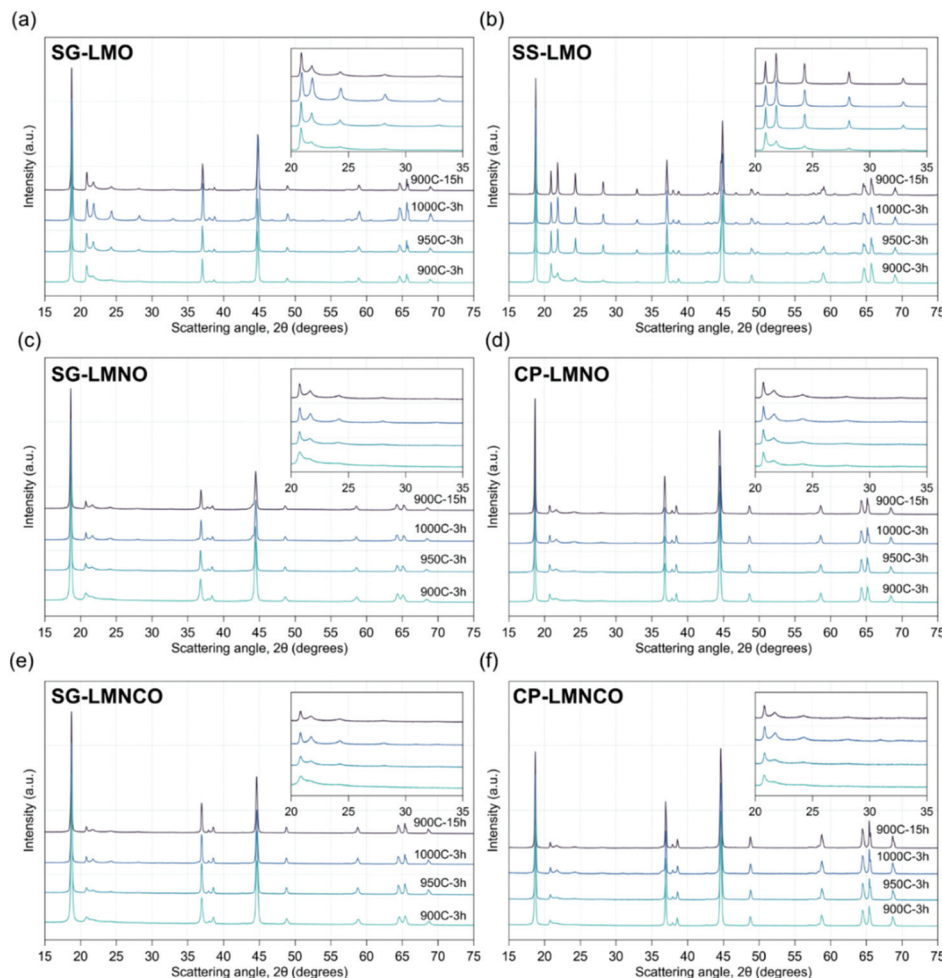 (a)
SG-LMO
20 25 30 35
900C-15h
1000C-3h
950C-3h
900C-3h
Intensity (a.u.)
15 20 25 30 35 40 45 50 55 60 65 70 75
Scattering angle, 2θ (degrees)
(b)
SS-LMO
20 25 30 35
900C-15h
1000C-3h
950C-3h
900C-3h
Intensity (a.u.)
15 20 25 30 35 40 45 50 55 60 65 70 75
Scattering angle, 2θ (degrees)
(c)
SG-LMNO
20 25 30 35
900C-15h
1000C-3h
950C-3h
900C-3h
Intensity (a.u.)
15 20 25 30 35 40 45 50 55 60 65 70 75
Scattering angle, 2θ (degrees)
(d)
CP-LMNO
20 25 30 35
900C-15h
1000C-3h
950C-3h
900C-3h
Intensity (a.u.)
15 20 25 30 35 40 45 50 55 60 65 70 75
Scattering angle, 2θ (degrees)
(e)
SG-LMNCO
20 25 30 35
900C-15h
1000C-3h
950C-3h
900C-3h
Intensity (a.u.)
15 20 25 30 35 40 45 50 55 60 65 70 75
Scattering angle, 2θ (degrees)
(f)
CP-LMNCO
20 25 30 35
900C-15h
1000C-3h
950C-3h
900C-3h
Intensity (a.u.)
15 20 25 30 35 40 45 50 55 60 65 70 75
Scattering angle, 2θ (degrees)